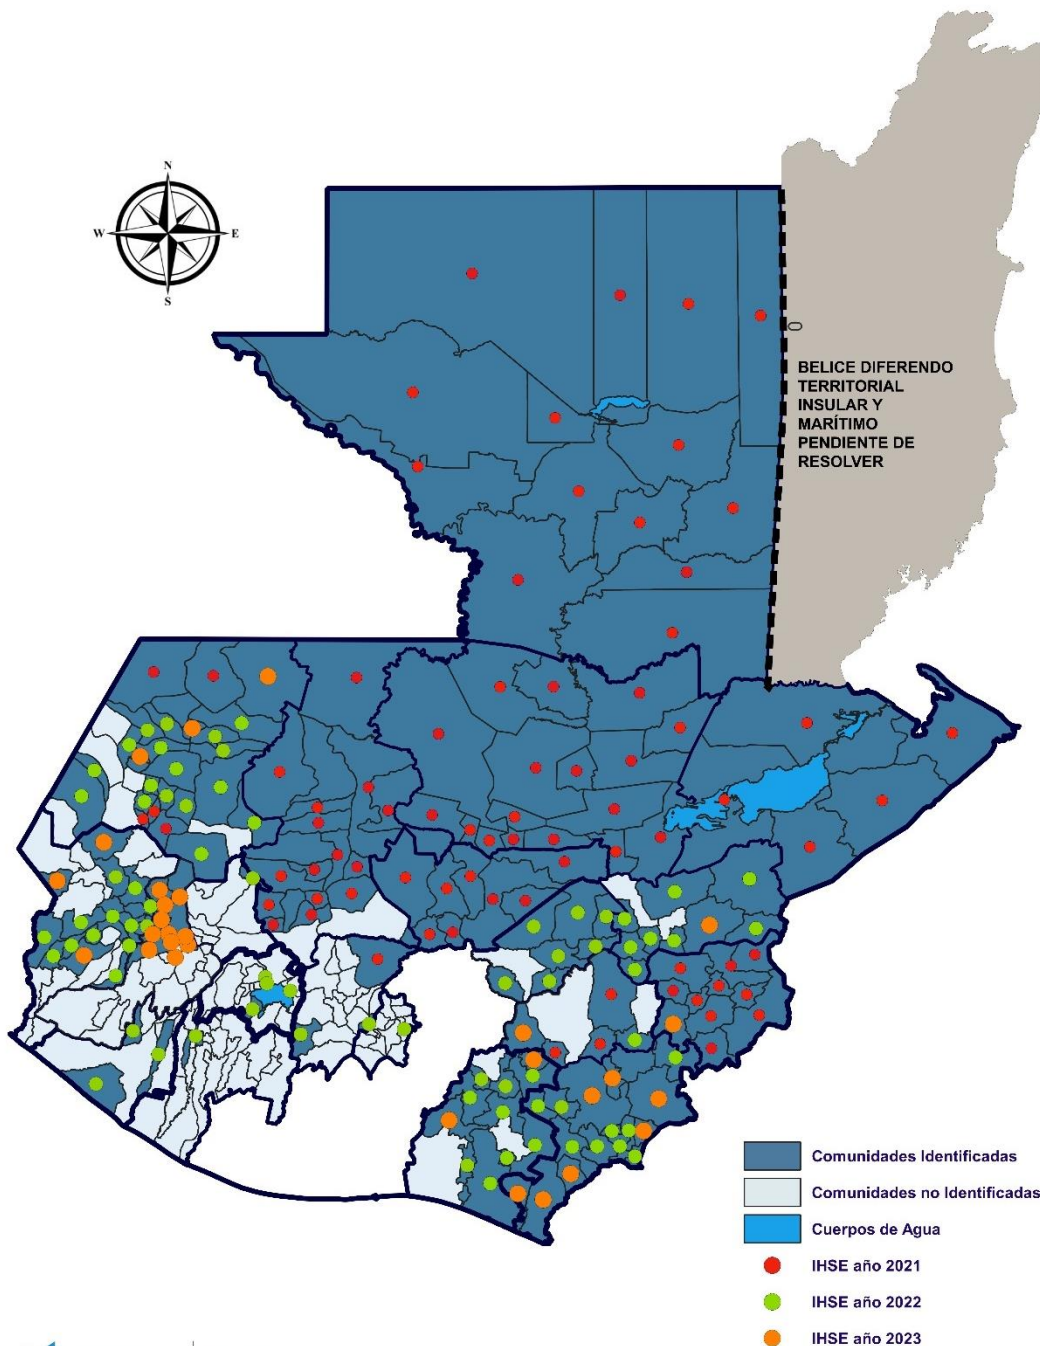 N
W E
S
0
BELICE DIFERENDO
TERRITORIAL
INSULAR Y
MARÍTIMO
PENDIENTE DE
RESOLVER
Comunidades Identificadas
Comunidades no Identificadas
Cuerpos de Agua
IHSE año 2021
IHSE año 2022
IHSE año 2023